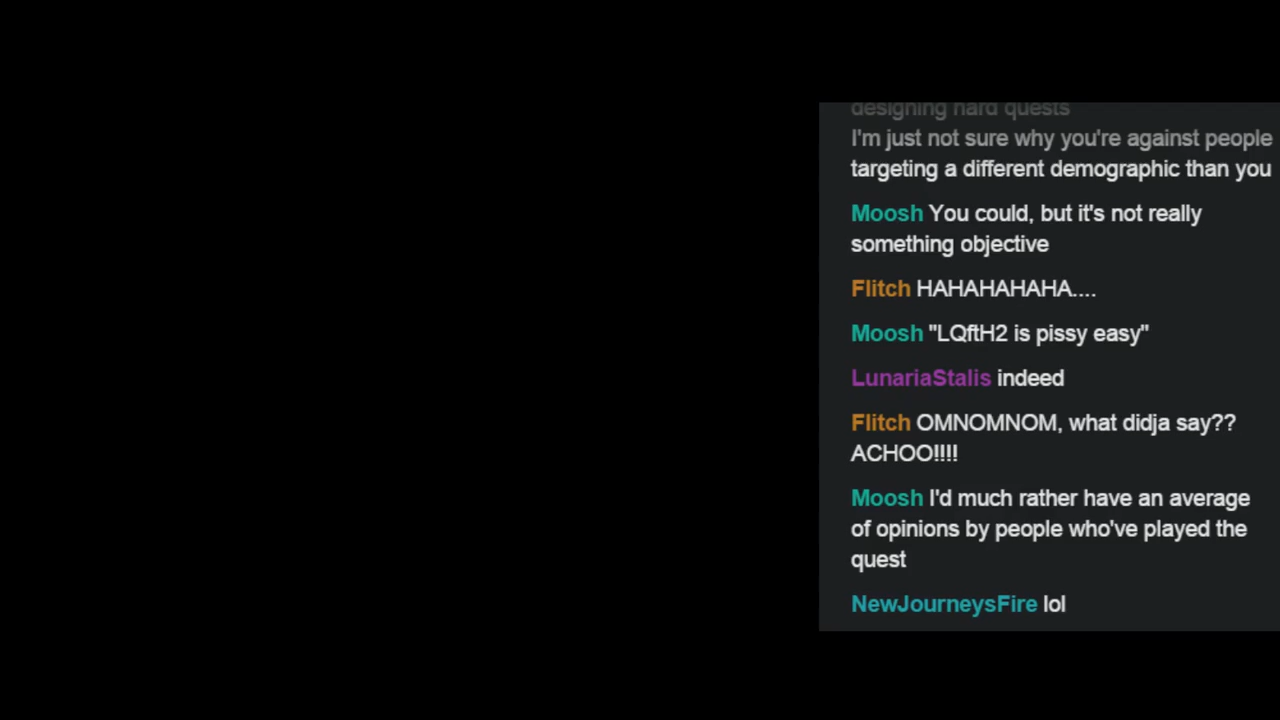 designing hard quests
I'm just not sure why you're against people
targeting a different demographic than you
Moosh You could, but it's not really
something objective
Flitch HAHAHAHAHA....
Moosh "LQftH2 is pissy easy"
LunariaStalis indeed
Flitch OMNOMNOM, what didja say??
ACHOO!!!!
Moosh I'd much rather have an average
of opinions by people who've played the
quest
NewJourneysFire lol